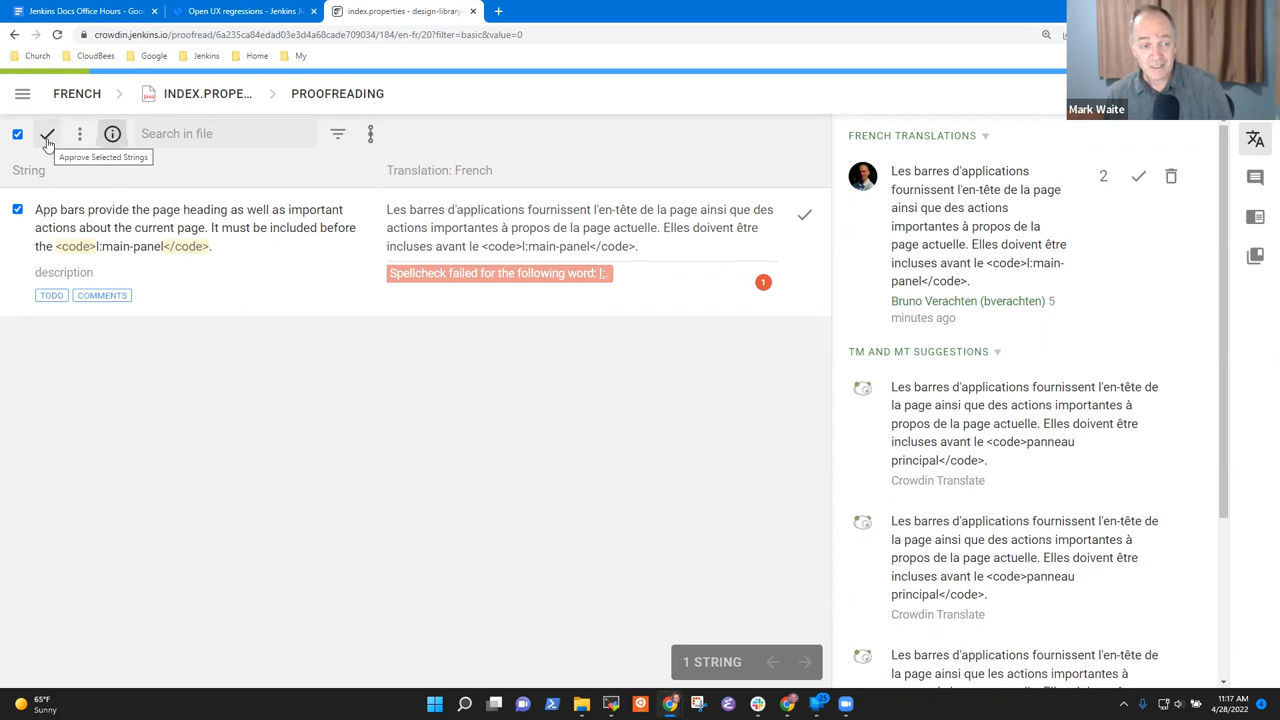 Jenkins Docs Office Hours - Goo
Open UX regressions - Jenkins Ji
index.properties - design-library
crowdin.jenkins.io/proofread/6a235ca84edad03e3d4a68cade709034/184/en-fr/20?filter=basic&value=0
Church
CloudBees
Google
Jenkins
Home
My
Mark Waite
FRENCH
INDEX.PROPE...
PROOFREADING
Search in file
Approve Selected Strings
String
Translation: French
App bars provide the page heading as well as important
actions about the current page. It must be included before
the <code>l:main-panel</code>.
description
TODO
COMMENTS
Les barres d'applications fournissent l'en-tête de la page ainsi que des
actions importantes à propos de la page actuelle. Elles doivent être
incluses avant le <code>l:main-panel</code>.
Spellcheck failed for the following word: l:.
1
1 STRING
FRENCH TRANSLATIONS
Les barres d'applications
fournissent l'en-tête de la page
ainsi que des actions
importantes à propos de la
page actuelle. Elles doivent être
incluses avant le <code>l:main-
panel</code>.
2
Bruno Verachten (bverachten) 5
minutes ago
TM AND MT SUGGESTIONS
Les barres d'applications fournissent l'en-tête de
la page ainsi que des actions importantes à
propos de la page actuelle. Elles doivent être
incluses avant le <code>panneau
principal</code>.
Crowdin Translate
Les barres d'applications fournissent l'en-tête de
la page ainsi que des actions importantes à
propos de la page actuelle. Elles doivent être
incluses avant le <code>panneau
principal</code>.
Crowdin Translate
Les barres d'applications fournissent l'en-tête de
la page ainsi que les actions importantes à
65°F
Sunny
25
11:17 AM
4/28/2022